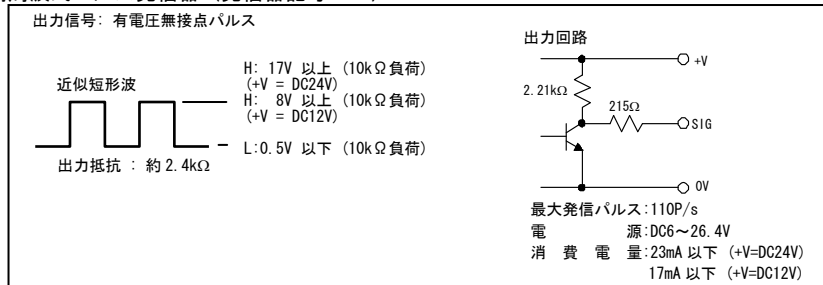 出力信号: 有電圧無接点パルス
近似短形波
H: 17V 以上 (10kΩ負荷)
(+V = DC24V)
H: 8V 以上 (10kΩ負荷)
(+V = DC12V)
L:0.5V 以下 (10kΩ負荷)
出力抵抗 : 約2.4kΩ
出力回路
+V
2.21kΩ
215Ω
SIG
0V
最大発信パルス:110P/s
電 源:DC6～26.4V
消 費 電 量:23mA 以下 (+V=DC24V)
17mA 以下 (+V=DC12V)